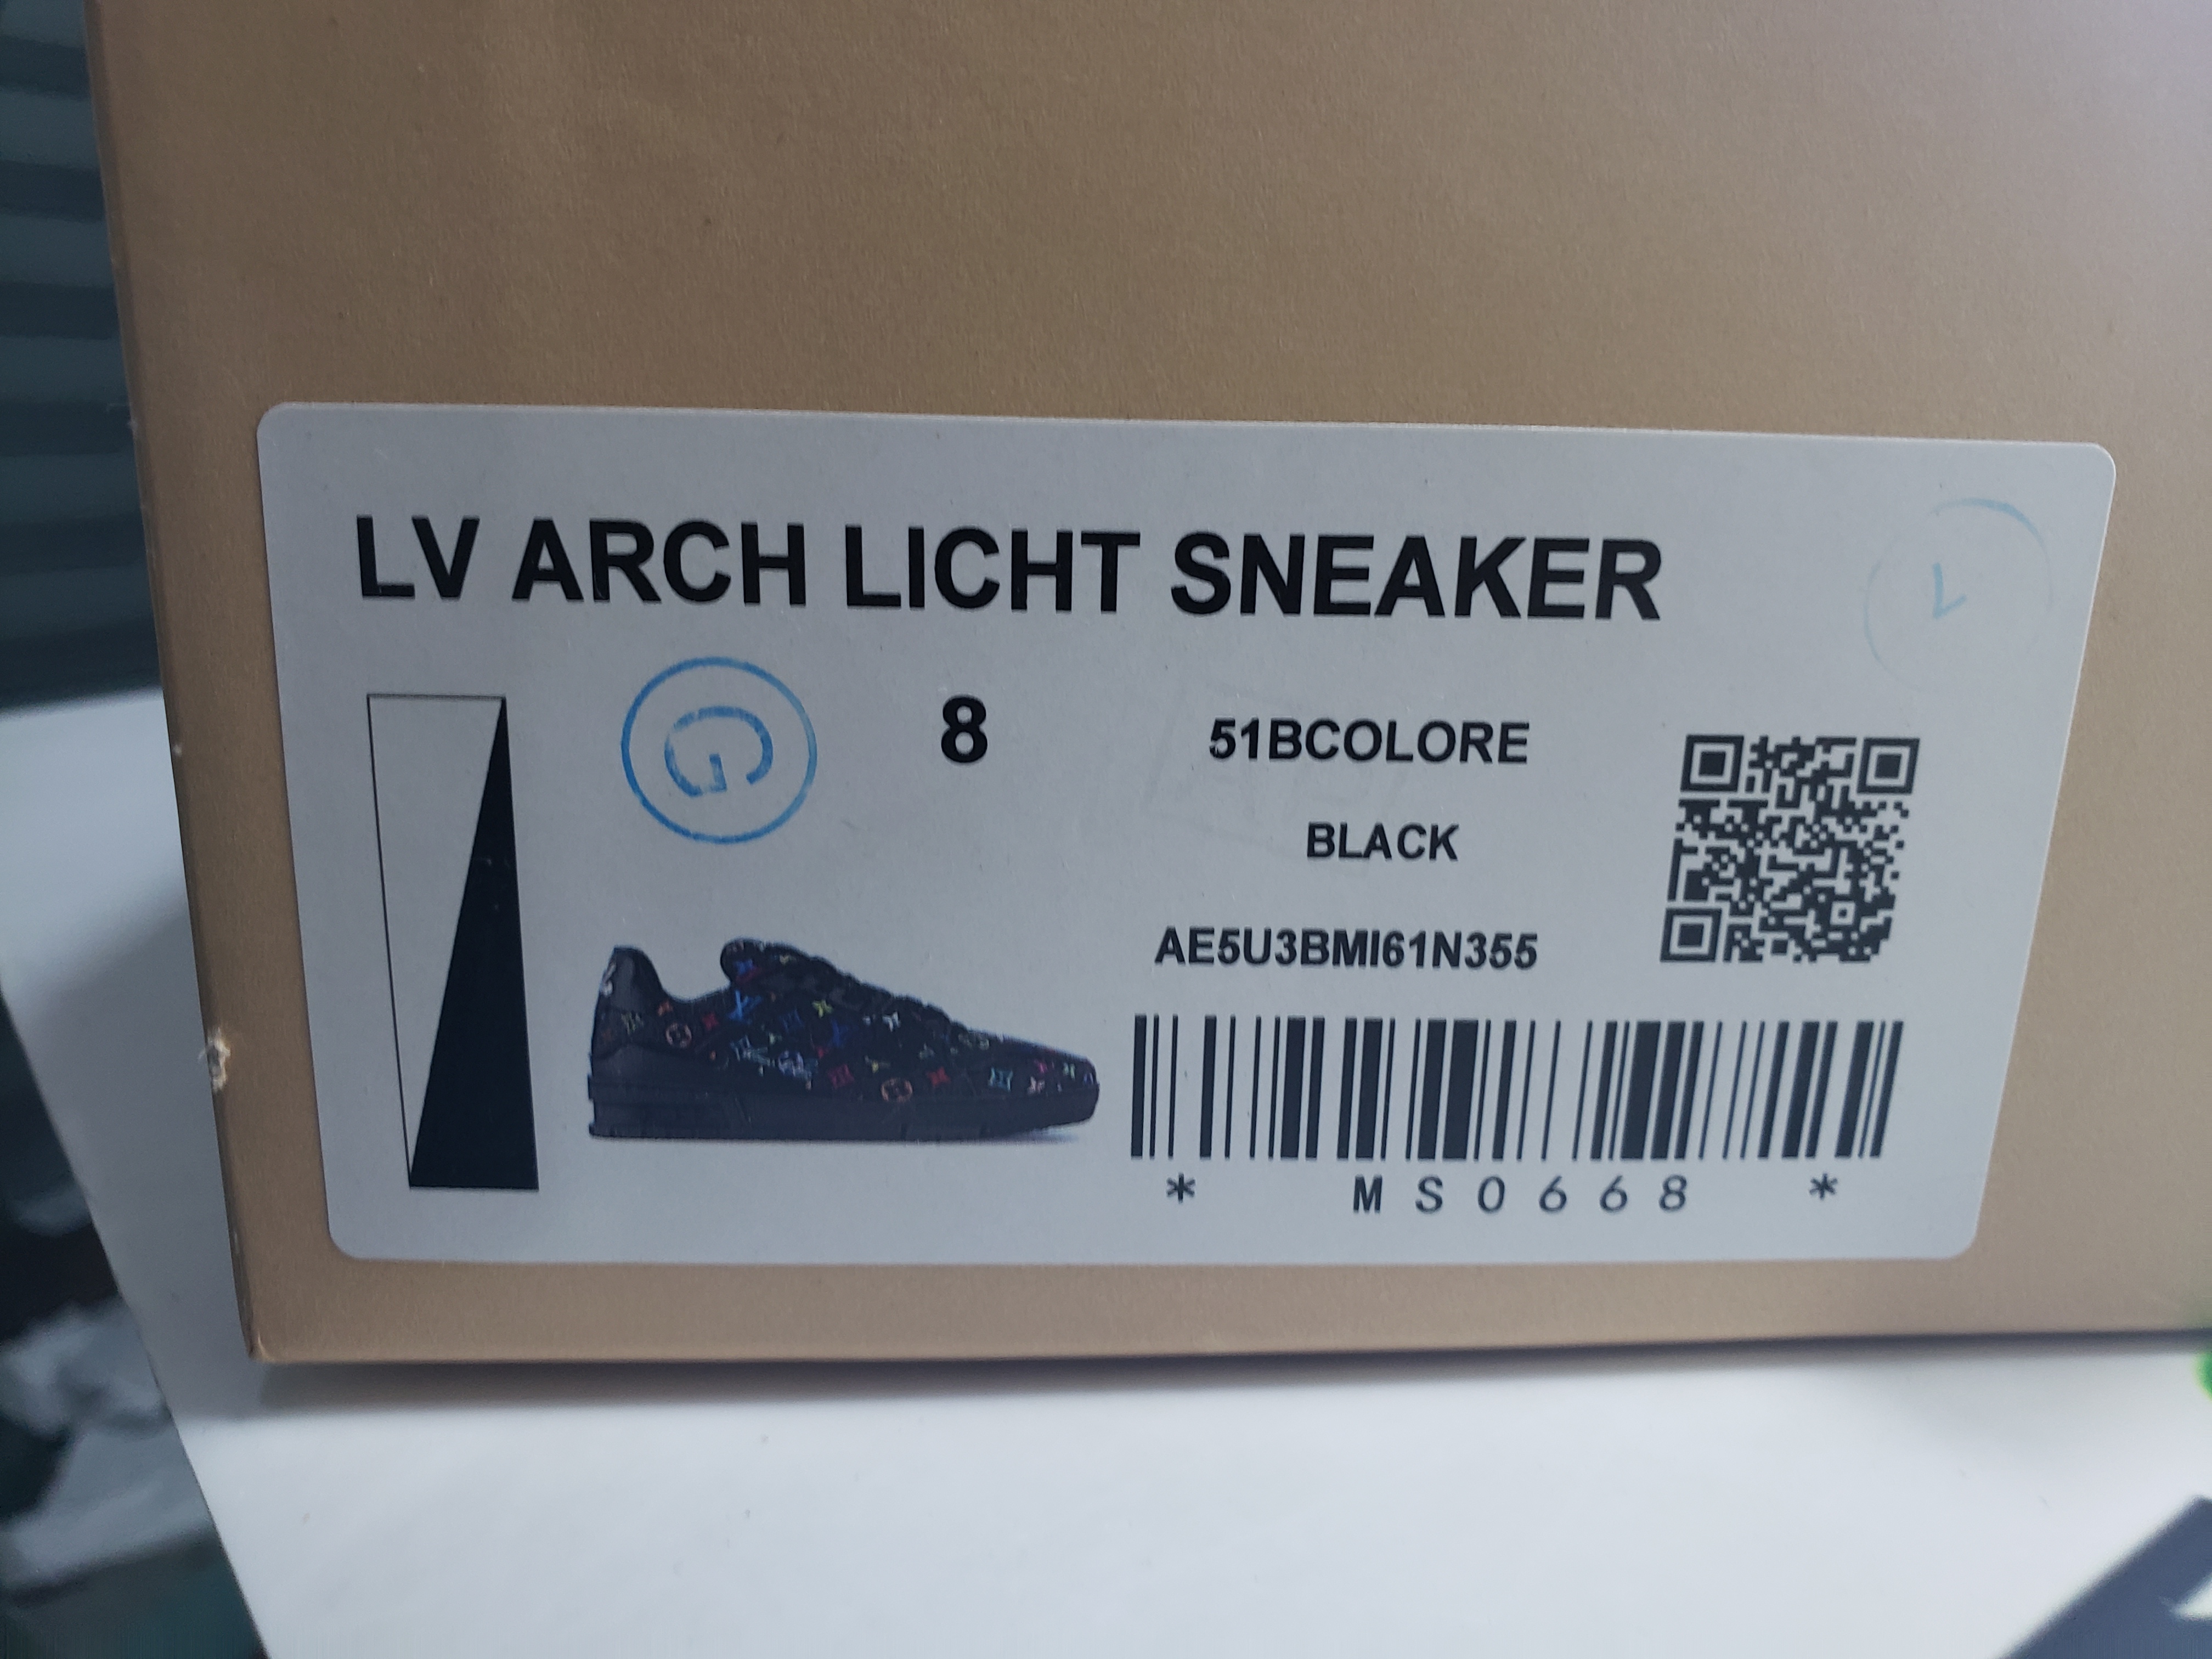 LV ARCH LICHT SNEAKER
G
8
51BCOLORE
BLACK
AE5U3BMI61N355
* MS0668 *